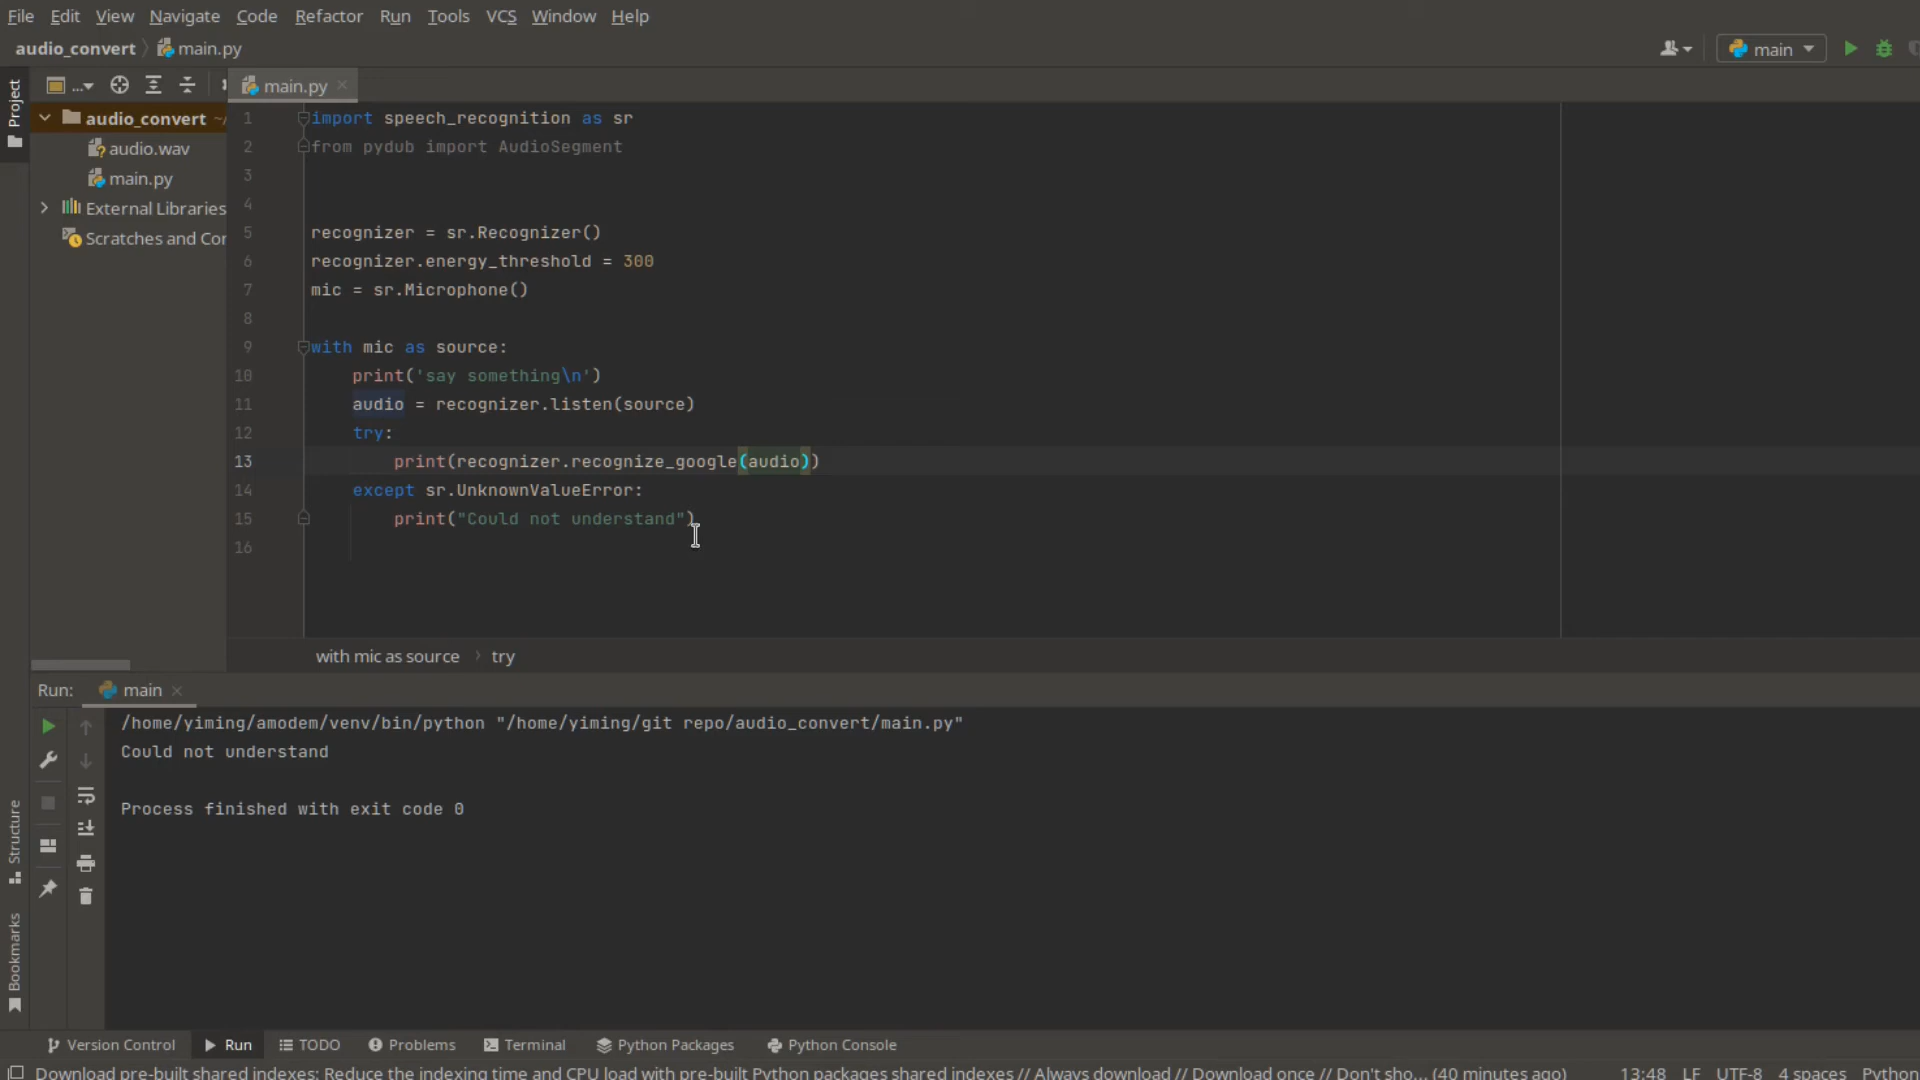 File Edit View Navigate Code Refactor Run Tools VCS Window Help
audio_convert main.py
main
... main.py
Project
audio_convert ~/
audio.wav
main.py
External Libraries
Scratches and Cor
1 import speech_recognition as sr
2 from pydub import AudioSegment
3
4
5 recognizer = sr.Recognizer()
6 recognizer.energy_threshold = 300
7 mic = sr.Microphone()
8
9 with mic as source:
10 print('say something\n')
11 audio = recognizer.listen(source)
12 try:
13 print(recognizer.recognize_google(audio))
14 except sr.UnknownValueError:
15 print("Could not understand")
16
with mic as source › try
Run: main
/home/yiming/amodem/venv/bin/python "/home/yiming/git repo/audio_convert/main.py"
Could not understand
Process finished with exit code 0
Structure
Bookmarks
Version Control Run TODO Problems Terminal Python Packages Python Console
Download pre-built shared indexes: Reduce the indexing time and CPU load with pre-built Python packages shared indexes // Always download // Download once // Don't sho... (40 minutes ago) 13:48 LF UTF-8 4 spaces Python